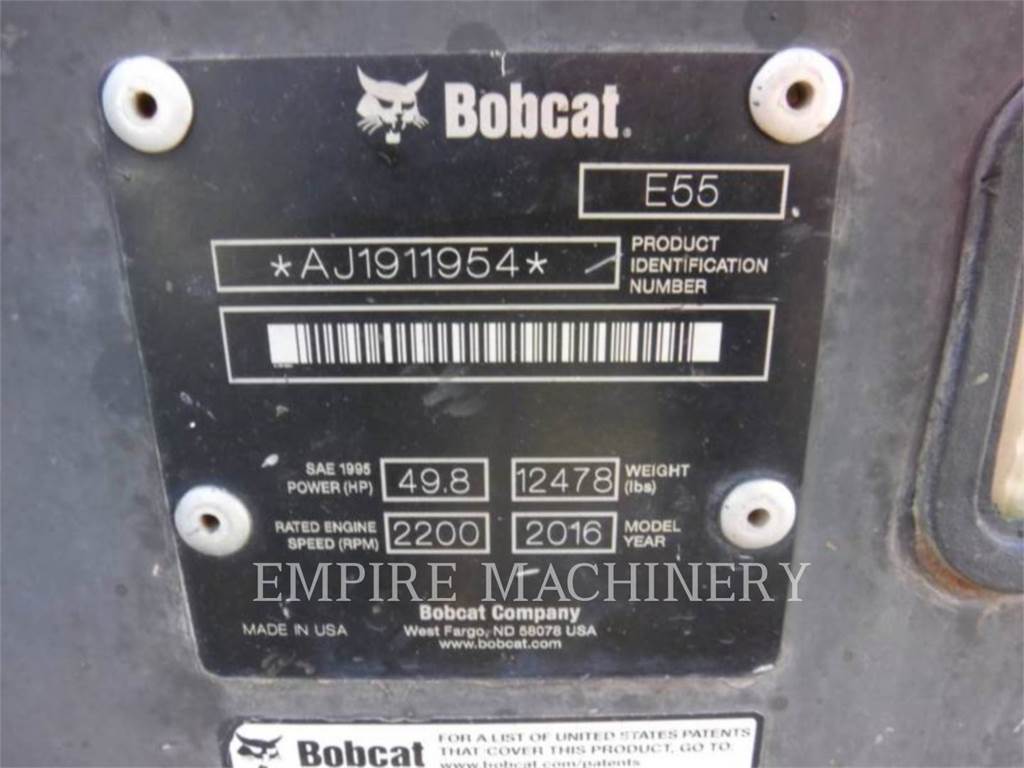 Bobcat.
E55
*AJ1911954*
PRODUCT
IDENTIFICATION
NUMBER
SAE 1995
POWER (HP)
49.8
12478
WEIGHT
(lbs)
RATED ENGINE
SPEED (RPM)
2200
2016
MODEL
YEAR
EMPIRE MACHINERY
Bobcat Company
MADE IN USA
West Fargo, ND 58078 USA
www.bobcat.com
Bobcat
FOR A LIST OF UNITED STATES PATENTS
THAT COVER THIS PRODUCT, GO TO:
www.bobcat.com/patents